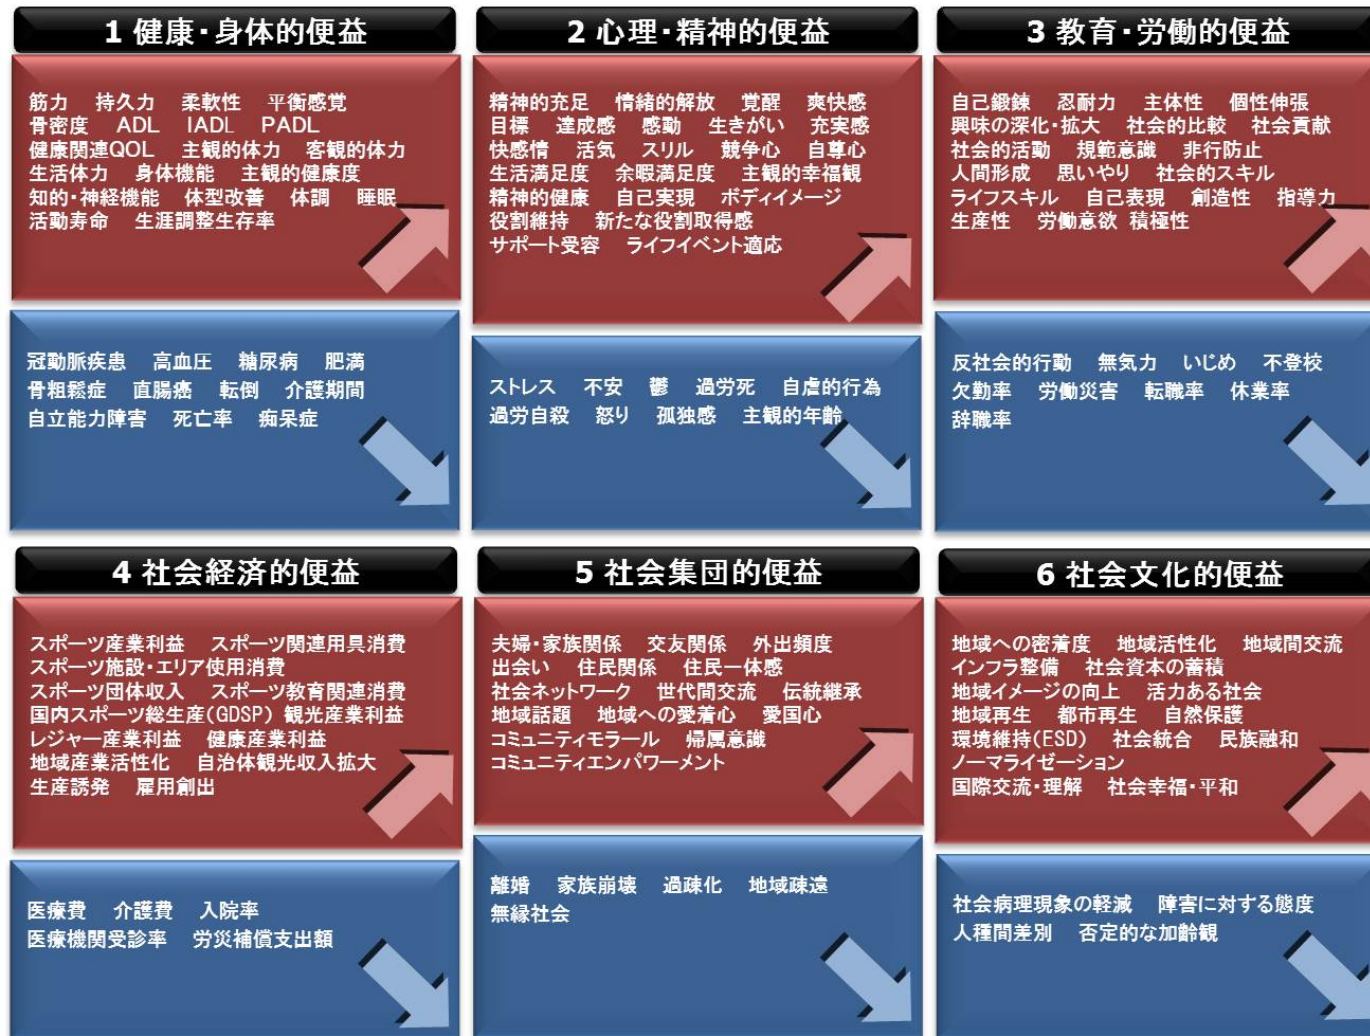 1 健康・身体的便益
筋力 持久力 柔軟性 平衡感覚
骨密度 ADL IADL PADL
健康関連QOL 主観的体力 客観的体力
生活体力 身体機能 主観的健康度
知的・神経機能 体型改善 体調 睡眠
活動寿命 生涯調整生存率
冠動脈疾患 高血圧 糖尿病 肥満
骨粗鬆症 直腸癌 転倒 介護期間
自立能力障害 死亡率 痴呆症
2 心理・精神的便益
精神的充足 情緒的解放 覚醒 爽快感
目標 達成感 感動 生きがい 充実感
快感情 活気 スリル 競争心 自尊心
生活満足度 余暇満足度 主観的幸福観
精神的健康 自己実現 ボディイメージ
役割維持 新たな役割取得感
サポート受容 ライフイベント適応
ストレス 不安 鬱 過労死 自虐的行為
過労自殺 怒り 孤独感 主観的年齢
3 教育・労働的便益
自己鍛錬 忍耐力 主体性 個性伸張
興味の深化・拡大 社会的比較 社会貢献
社会的活動 規範意識 非行防止
人間形成 思いやり 社会的スキル
ライフスキル 自己表現 創造性 指導力
生産性 労働意欲 積極性
反社会的行動 無気力 いじめ 不登校
欠勤率 労働災害 転職率 休業率
辞職率
4 社会経済的便益
スポーツ産業利益 スポーツ関連用具消費
スポーツ施設・エリア使用消費
スポーツ団体収入 スポーツ教育関連消費
国内スポーツ総生産(GDSP) 観光産業利益
レジャー産業利益 健康産業利益
地域産業活性化 自治体観光収入拡大
生産誘発 雇用創出
医療費 介護費 入院率
医療機関受診率 労災補償支出額
5 社会集団的便益
夫婦・家族関係 交友関係 外出頻度
出会い 住民関係 住民一体感
社会ネットワーク 世代間交流 伝統継承
地域話題 地域への愛着心 愛国心
コミュニティモラール 帰属意識
コミュニティエンパワーメント
離婚 家族崩壊 過疎化 地域疎遠
無縁社会
6 社会文化的便益
地域への密着度 地域活性化 地域間交流
インフラ整備 社会資本の蓄積
地域イメージの向上 活力ある社会
地域再生 都市再生 自然保護
環境維持(ESD) 社会統合 民族融和
ノーマライゼーション
国際交流・理解 社会幸福・平和
社会病理現象の軽減 障害に対する態度
人種間差別 否定的な加齢観